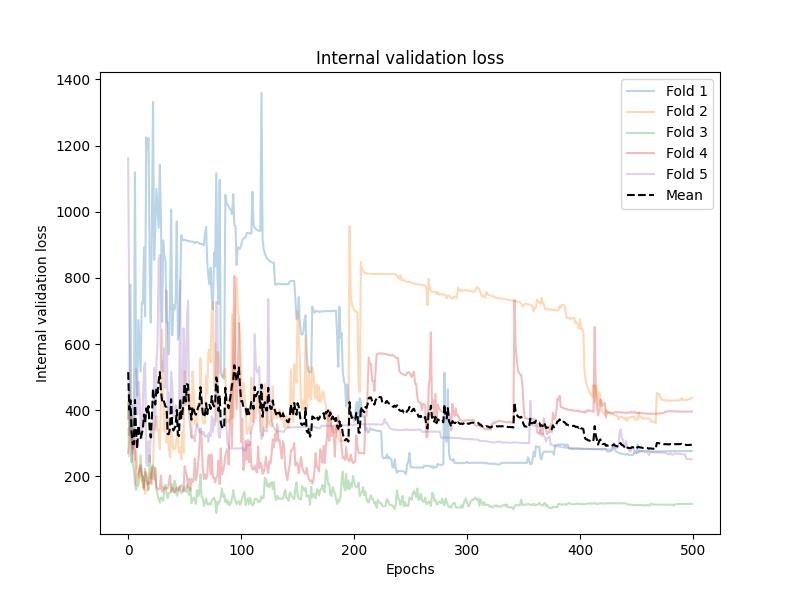 Internal validation loss
Internal validation loss
1400
1200
1000
800
600
400
200
0
100
200
300
400
500
Epochs
Fold 1
Fold 2
Fold 3
Fold 4
Fold 5
Mean